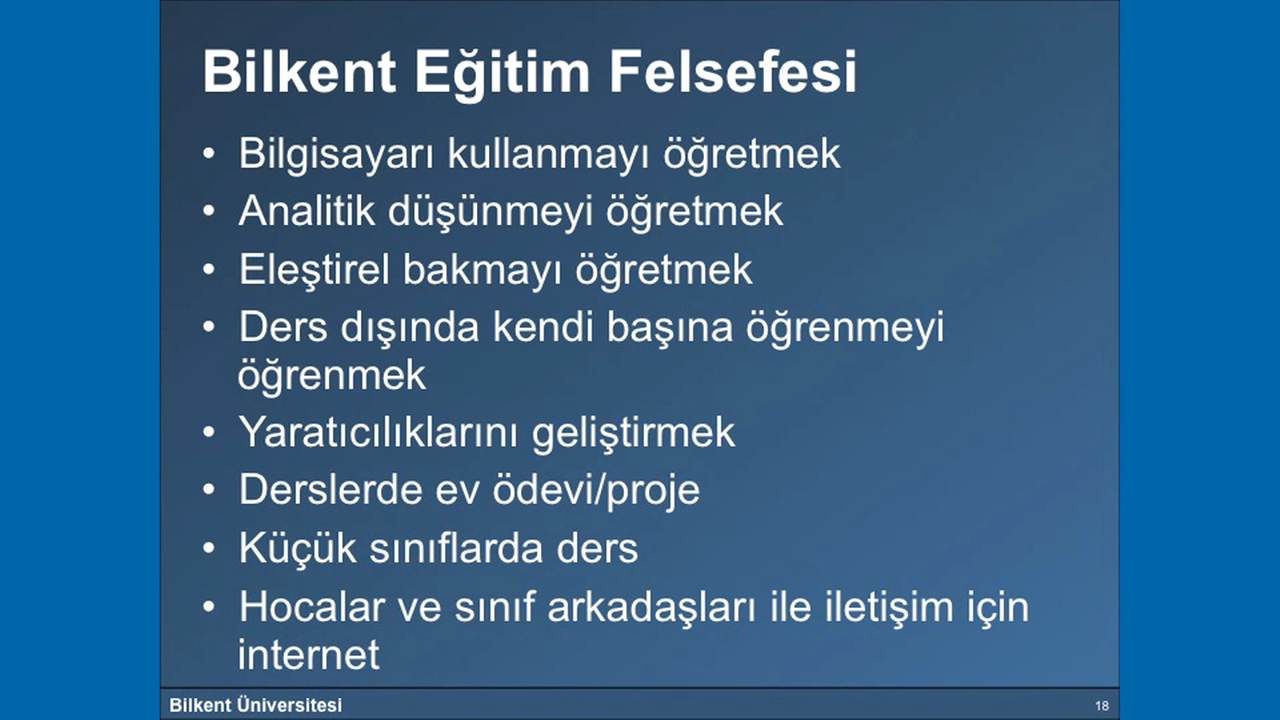 Bilkent Eğitim Felsefesi
• Bilgisayarı kullanmayı öğretmek
• Analitik düşünmeyi öğretmek
• Eleştirel bakmayı öğretmek
• Ders dışında kendi başına öğrenmeyi
öğrenmek
• Yaratıcılıklarını geliştirmek
• Derslerde ev ödevi/proje
• Küçük sınıflarda ders
• Hocalar ve sınıf arkadaşları ile iletişim için
internet
Bilkent Üniversitesi
18